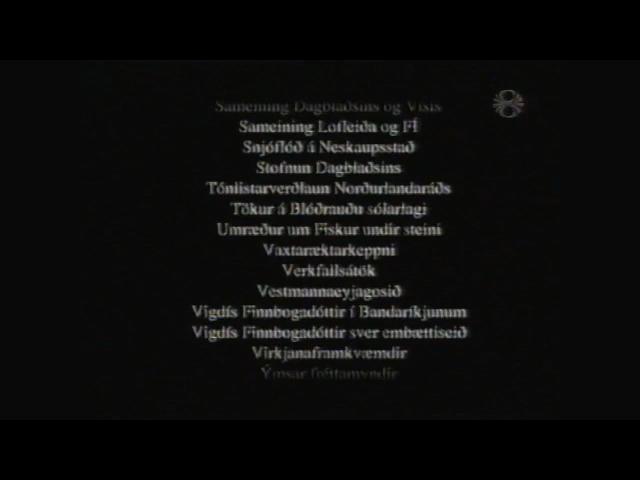 Sameining Dagblaðsins og Vísis
Sameining Lofleiða og FÍ
Snjóflóð á Neskaupsstað
Stofnun Dagblaðsins
Tónlistarverðlaun Norðurlandaráðs
Tökur á Blóðrauðu sólarlagi
Umræður um Fiskur undir steini
Vaxtaræktarkeppni
Verkfallsátök
Vestmannaeyjagosið
Vigdís Finnbogadóttir í Bandaríkjunum
Vigdís Finnbogadóttir sver embættiseið
Virkjanaframkvæmdir
Ýmsar fréttamyndir